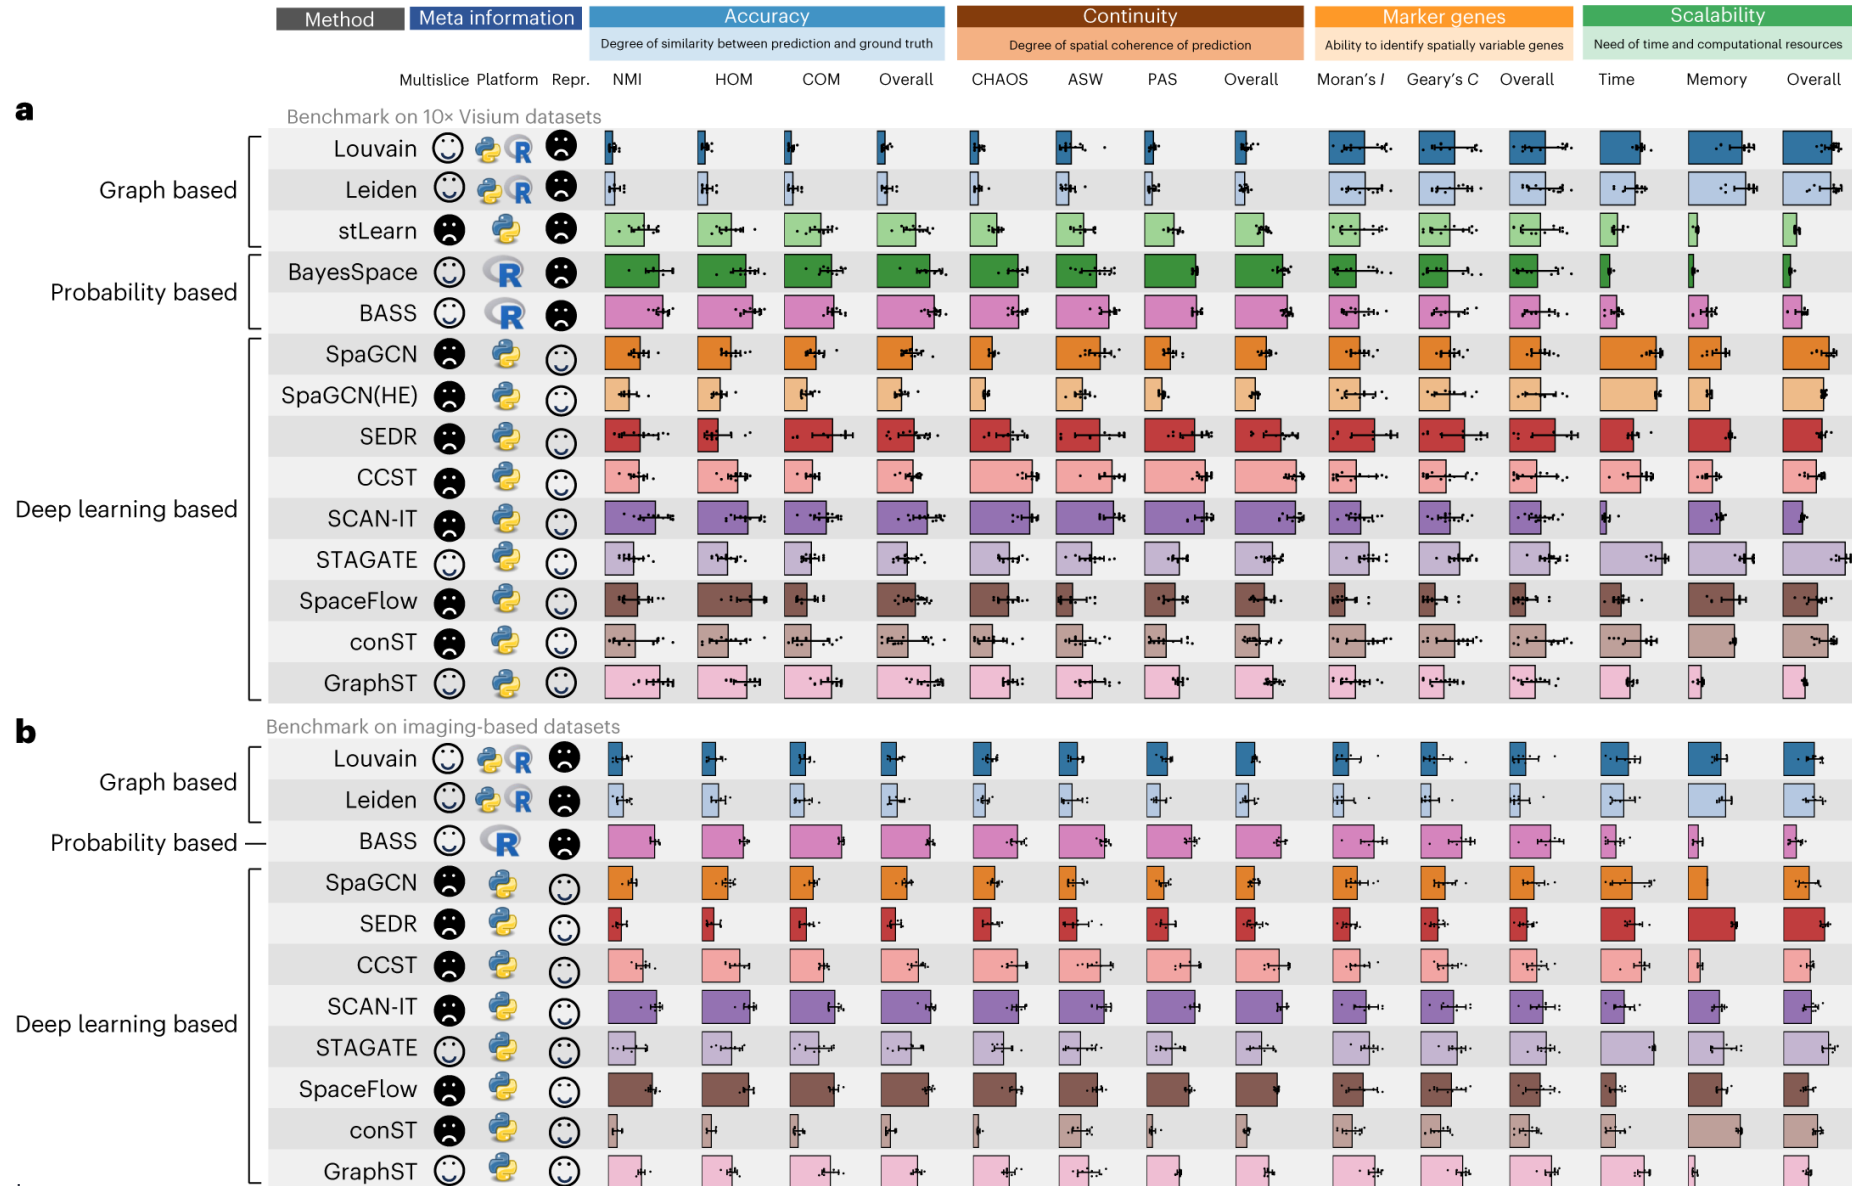 Method Meta information Accuracy Continuity Marker genes Scalability
Degree of similarity between prediction and ground truth Degree of spatial coherence of prediction Ability to identify spatially variable genes Need of time and computational resources
Multislice Platform Repr. NMI HOM COM Overall CHAOS ASW PAS Overall Moran's I Geary's C Overall Time Memory Overall
a
Benchmark on 10× Visium datasets
Graph based
Louvain R
Leiden R
stLearn
Probability based
BayesSpace R
BASS R
Deep learning based
SpaGCN
SpaGCN(HE)
SEDR
CCST
SCAN-IT
STAGATE
SpaceFlow
conST
GraphST
b
Benchmark on imaging-based datasets
Graph based
Louvain R
Leiden R
Probability based
BASS R
Deep learning based
SpaGCN
SEDR
CCST
SCAN-IT
STAGATE
SpaceFlow
conST
GraphST